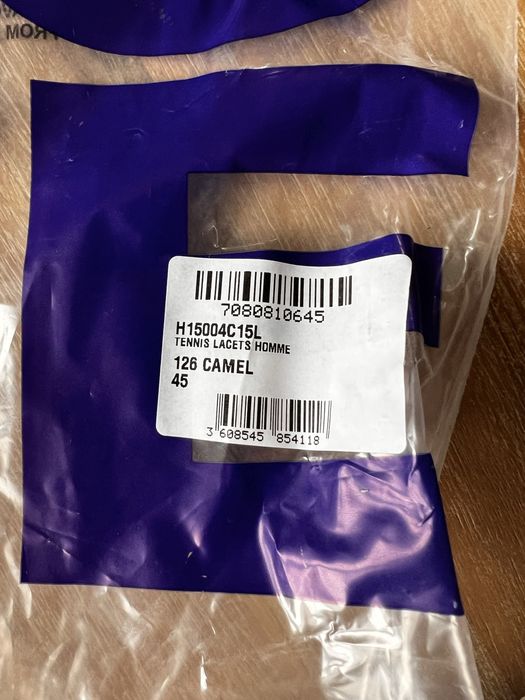 7080810645
H15004C15L
TENNIS LACETS HOMME
126 CAMEL
45
3 608545 854118